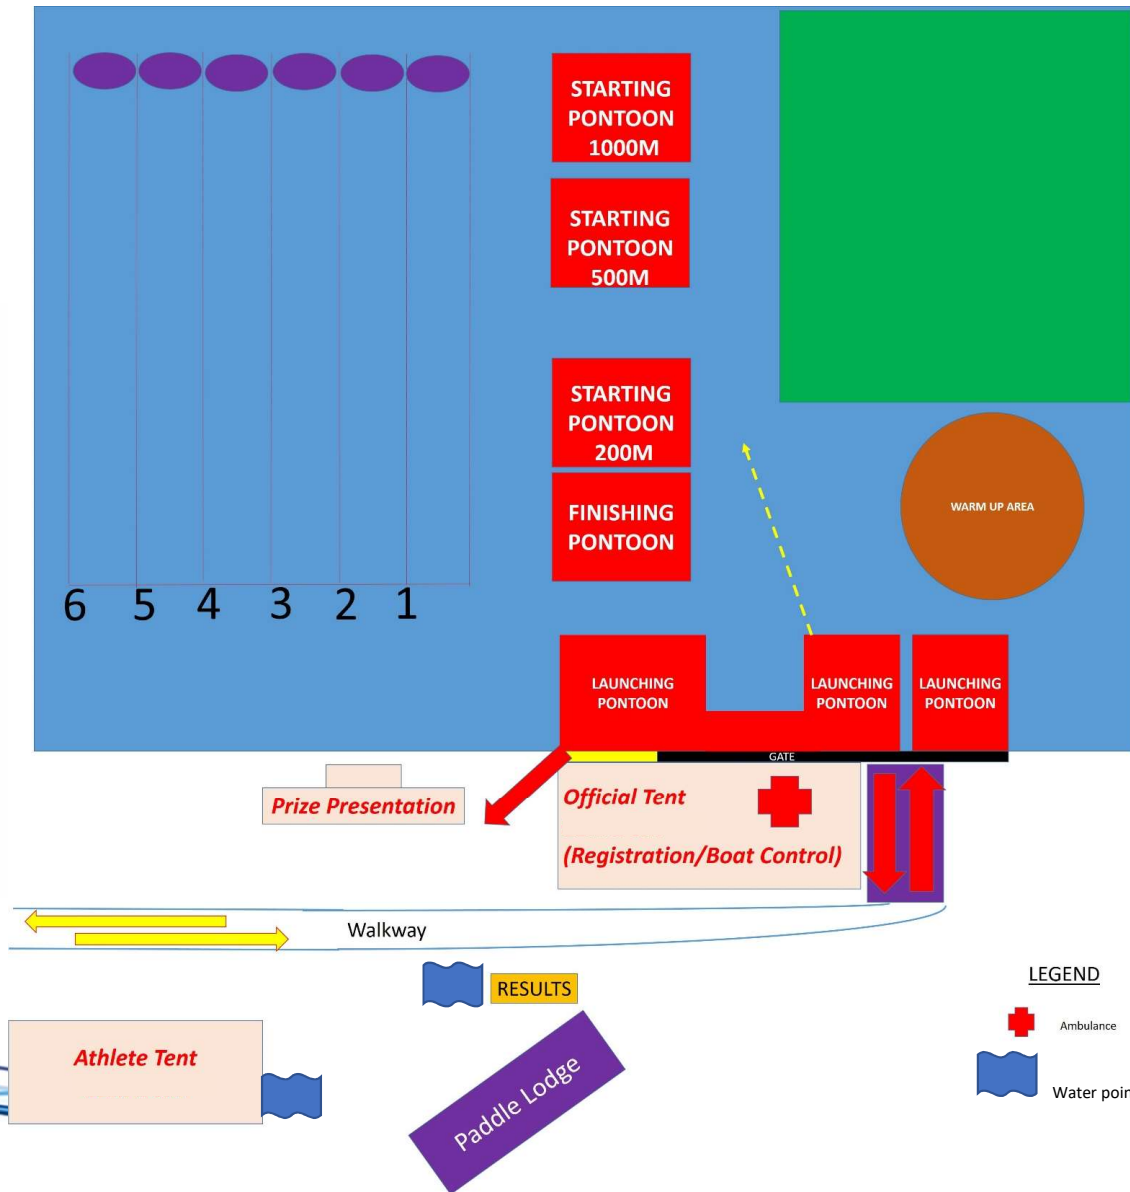 STARTING
PONTOON
1000M
STARTING
PONTOON
500M
STARTING
PONTOON
200M
FINISHING
PONTOON
WARM UP AREA
6 5 4 3 2 1
LAUNCHING
PONTOON
LAUNCHING
PONTOON
LAUNCHING
PONTOON
GATE
Prize Presentation
Official Tent
(Registration/Boat Control)
Walkway
RESULTS
LEGEND
Ambulance
Water poin
Athlete Tent
Paddle Lodge